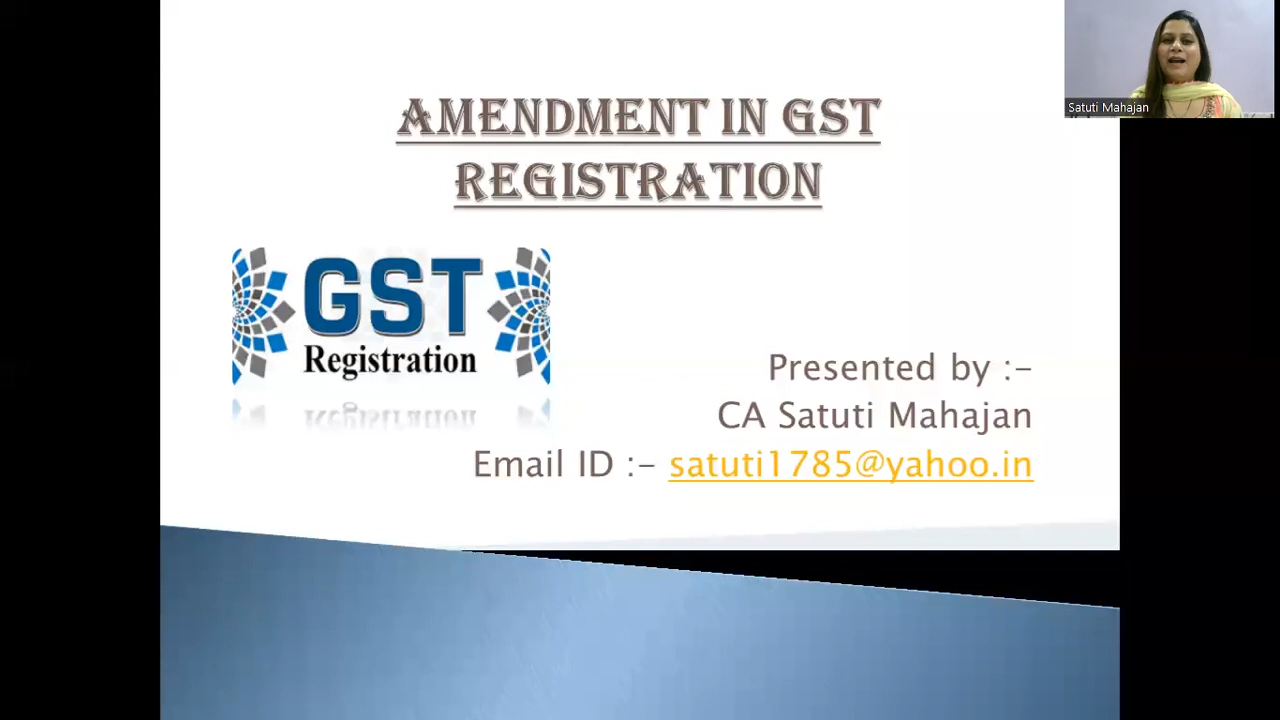 AMENDMENT IN GST
REGISTRATION
GST
Registration
Presented by :-
CA Satuti Mahajan
Email ID :- satuti1785@yahoo.in
Satuti Mahajan